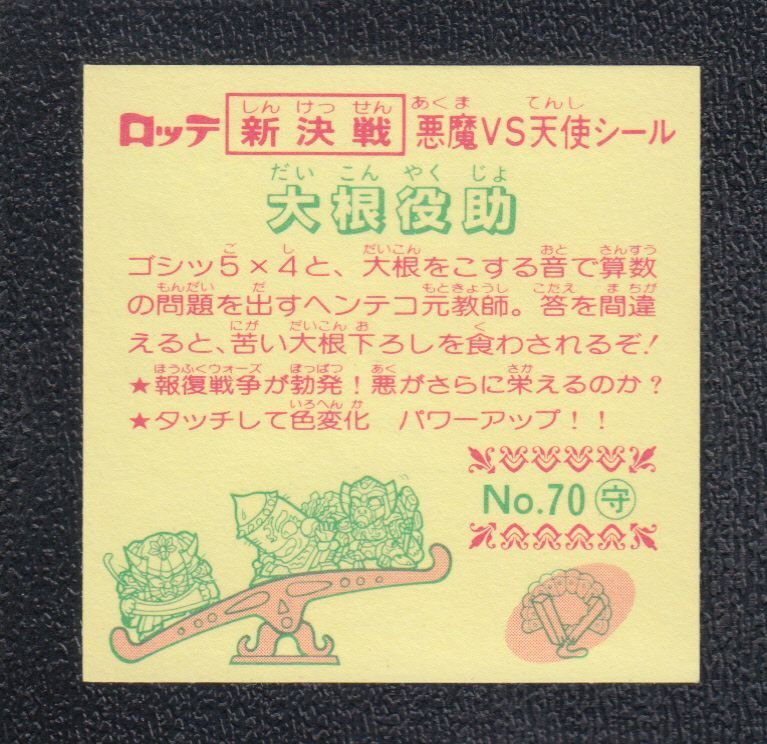 しん けっ せん あくま てんし
ロッテ 新決戦 悪魔VS天使シール
だい こん やく じょ
大根役助
ご し だいこん おと さんすう
ゴシッ5×4と、大根をこする音で算数
もんだい だ もときょうし こたえ まちが
の問題を出すヘンテコ元教師。答を間違
にが だいこん お く
えると、苦い大根下ろしを食わされるぞ!
ほうふくウォーズ ぼっぱつ あく さか
★報復戦争が勃発!悪がさらに栄えるのか?
いろへん か
★タッチして色変化 パワーアップ!!
No.70 守